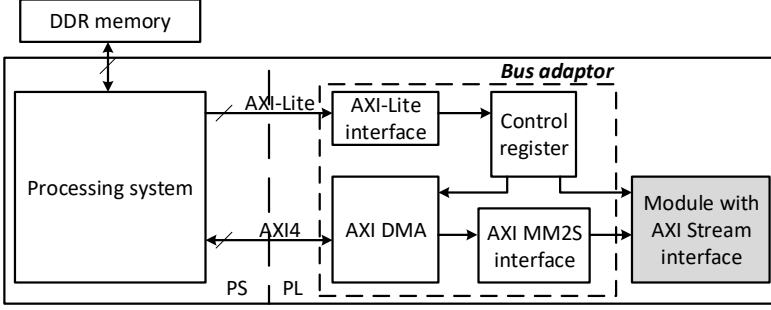 DDR memory
Bus adaptor
Processing system
AXI-Lite
AXI-Lite
interface
Control
register
AXI4
AXI DMA
AXI MM2S
interface
Module with
AXI Stream
interface
PS
PL